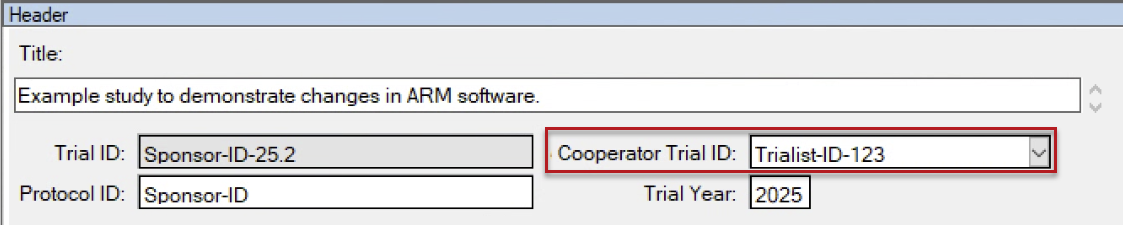 Header
Title:
Example study to demonstrate changes in ARM software.
Trial ID: Sponsor-ID-25.2 Cooperator Trial ID: Trialist-ID-123
Protocol ID: Sponsor-ID Trial Year: 2025